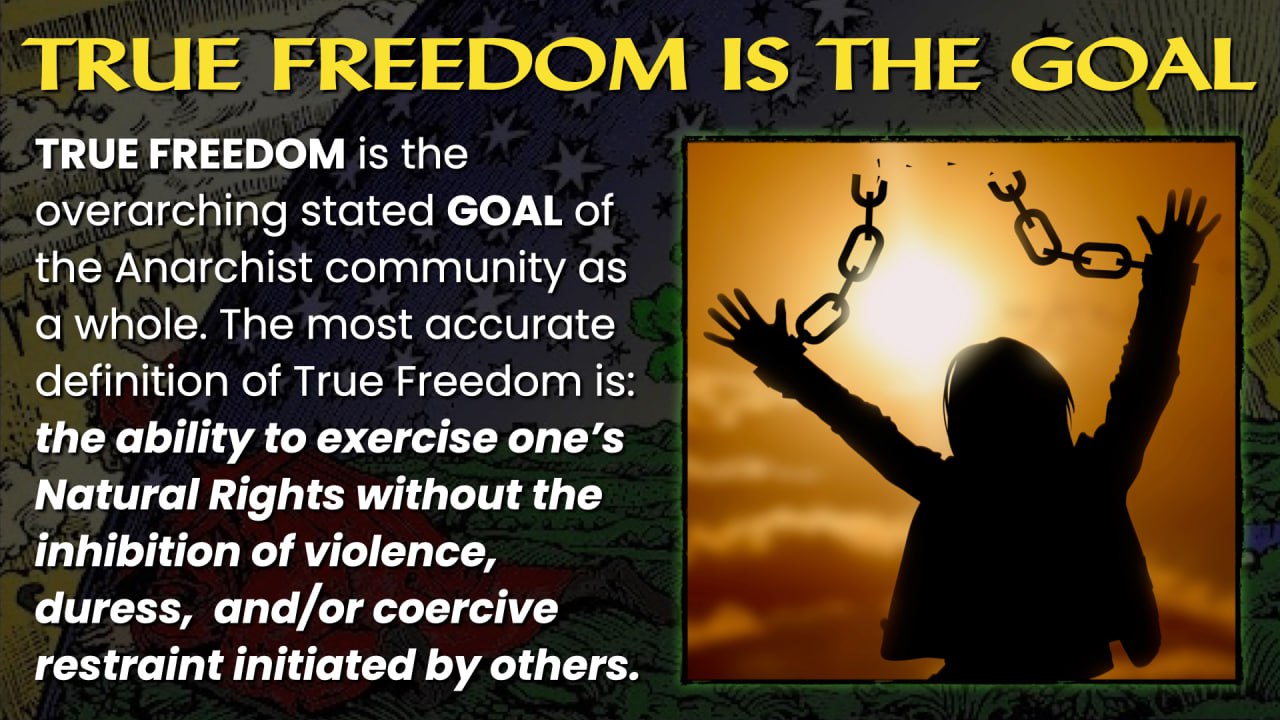 TRUE FREEDOM IS THE GOAL
TRUE FREEDOM is the
overarching stated GOAL of
the Anarchist community as
a whole. The most accurate
definition of True Freedom is:
the ability to exercise one’s
Natural Rights without the
inhibition of violence,
duress,  and/or coercive
restraint initiated by others.